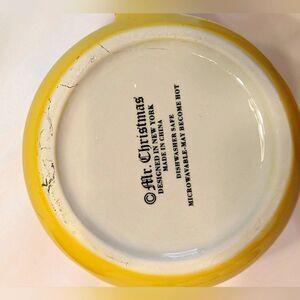 © Mr. Christmas
DESIGNED IN NEW YORK
MADE IN CHINA
DISHWASHER SAFE
MICROWAVABLE-MAY BECOME HOT